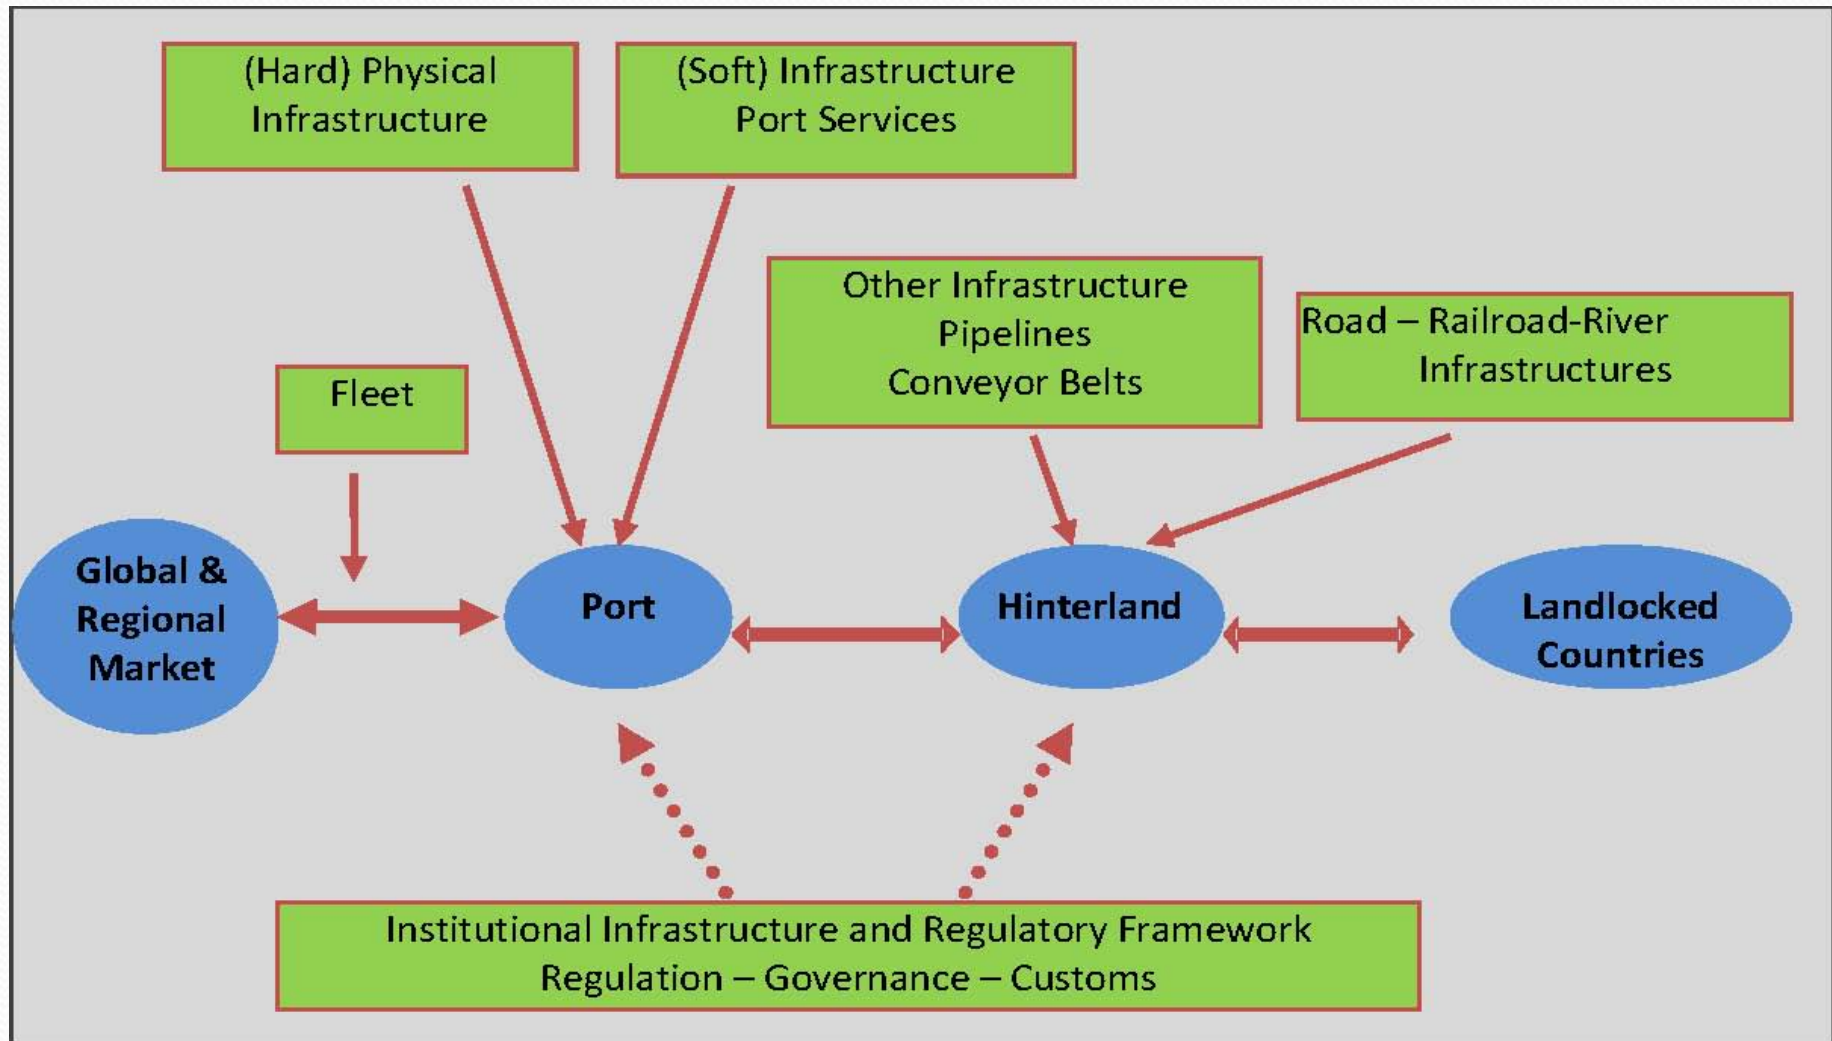 (Hard) Physical
Infrastructure
(Soft) Infrastructure
Port Services
Other Infrastructure
Pipelines
Conveyor Belts
Road – Railroad-River
Infrastructures
Fleet
Global &
Regional
Market
Port
Hinterland
Landlocked
Countries
Institutional Infrastructure and Regulatory Framework
Regulation – Governance – Customs